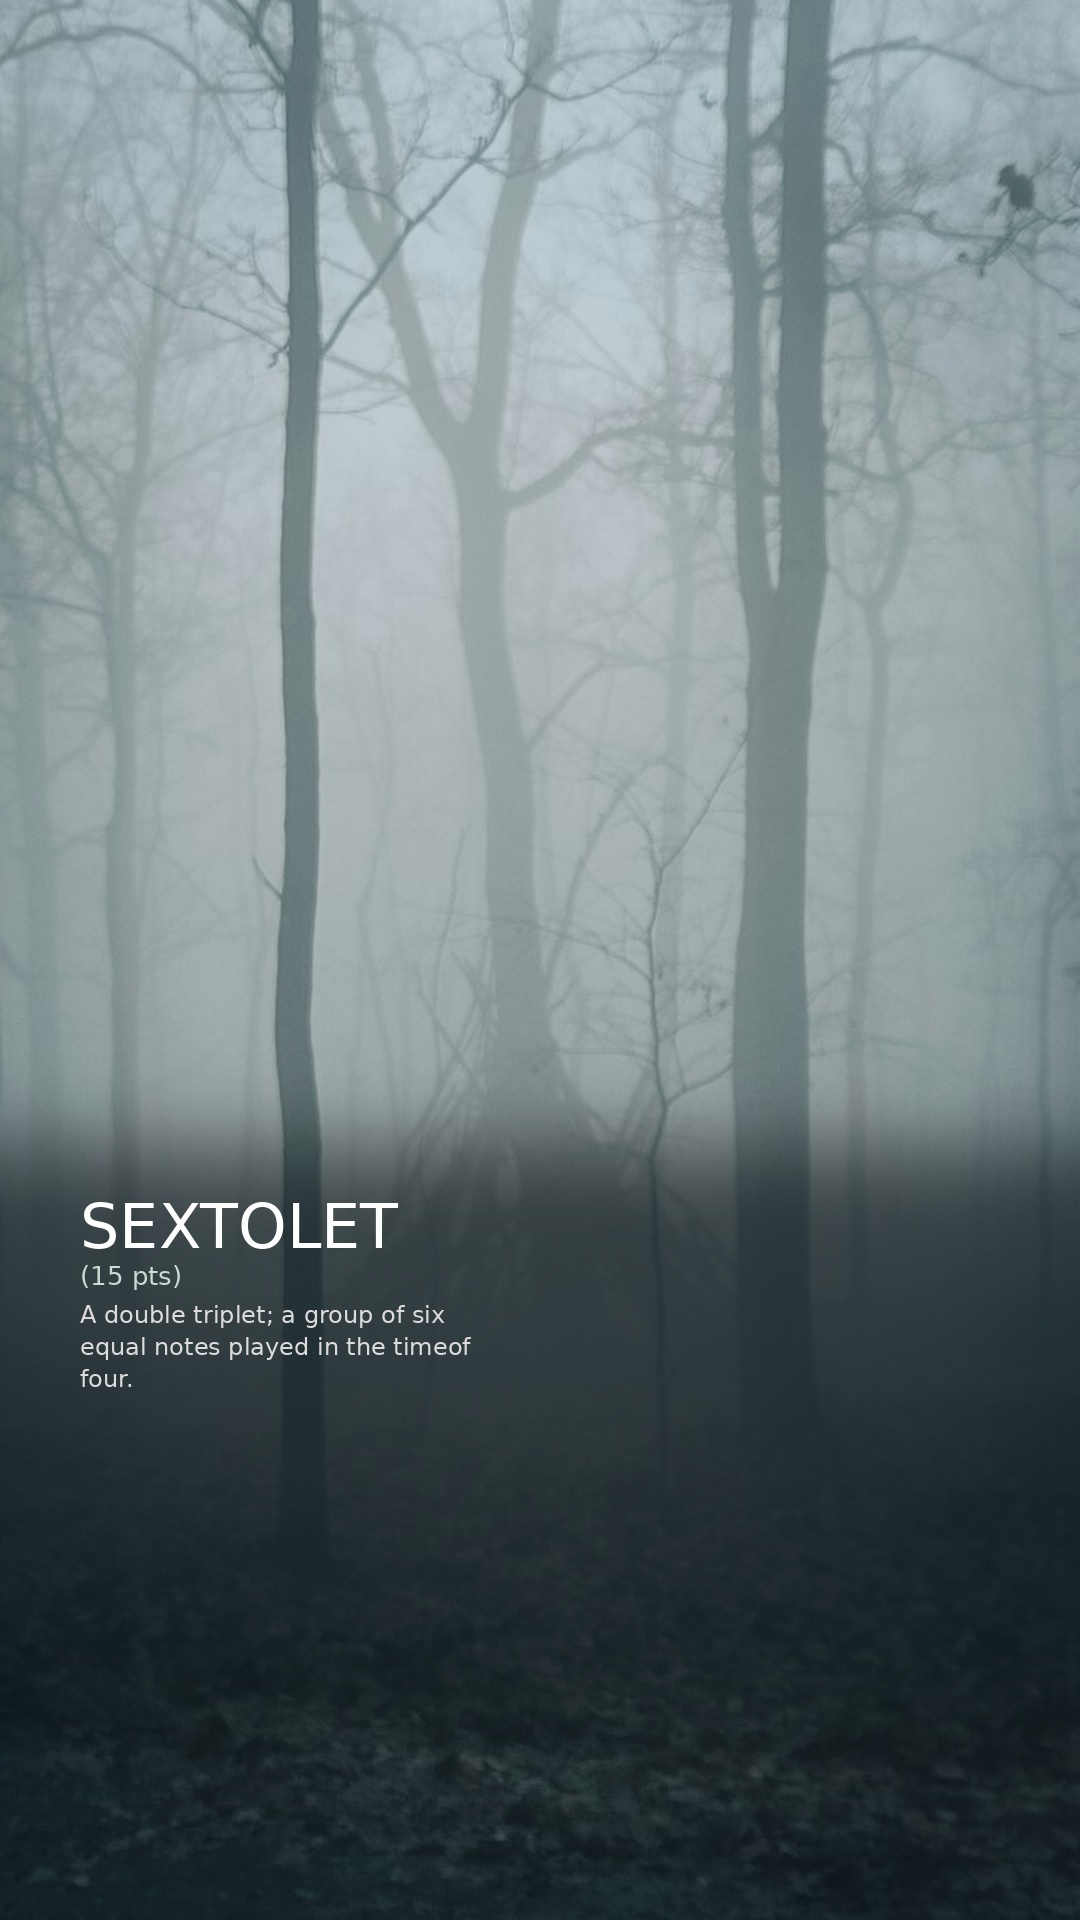 SEXTOLET
(15 pts)
A double triplet; a group of six
equal notes played in the timeof
four.